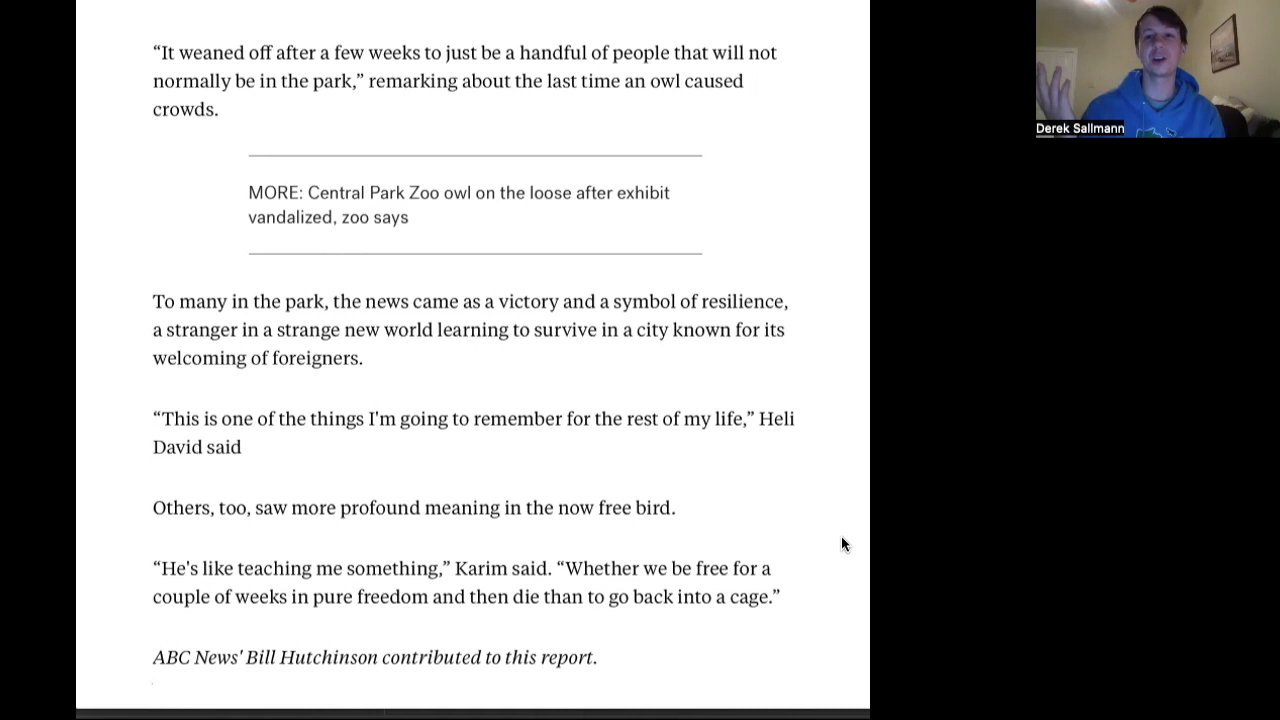 “It weaned off after a few weeks to just be a handful of people that will not
normally be in the park,” remarking about the last time an owl caused
crowds.
MORE: Central Park Zoo owl on the loose after exhibit
vandalized, zoo says
To many in the park, the news came as a victory and a symbol of resilience,
a stranger in a strange new world learning to survive in a city known for its
welcoming of foreigners.
“This is one of the things I'm going to remember for the rest of my life,” Heli
David said
Others, too, saw more profound meaning in the now free bird.
“He's like teaching me something,” Karim said. “Whether we be free for a
couple of weeks in pure freedom and then die than to go back into a cage.”
ABC News' Bill Hutchinson contributed to this report.
Derek Sallmann